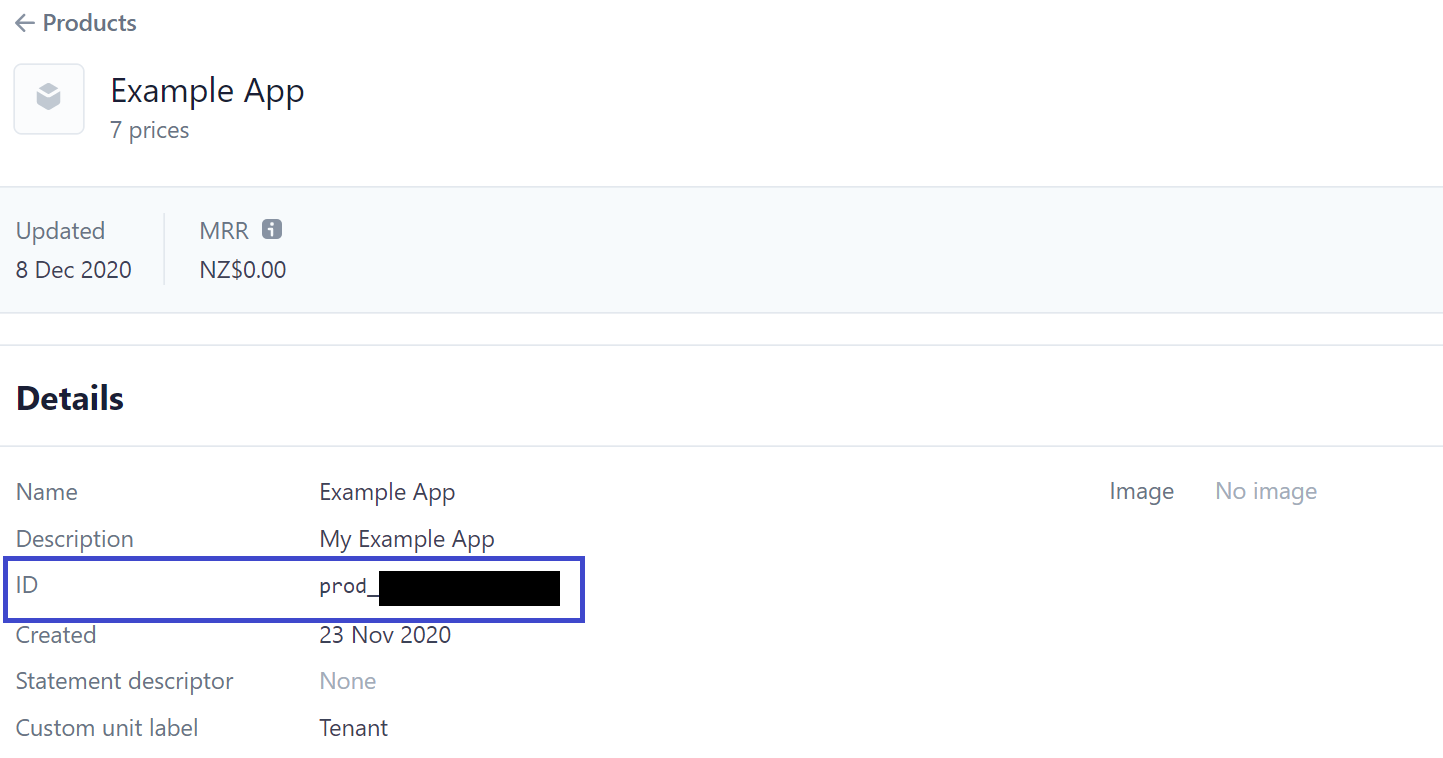 ← Products
Example App
7 prices
Updated
8 Dec 2020
MRR
NZ$0.00
Details
Name Example App
Image No image
Description My Example App
ID prod_
Created 23 Nov 2020
Statement descriptor None
Custom unit label Tenant